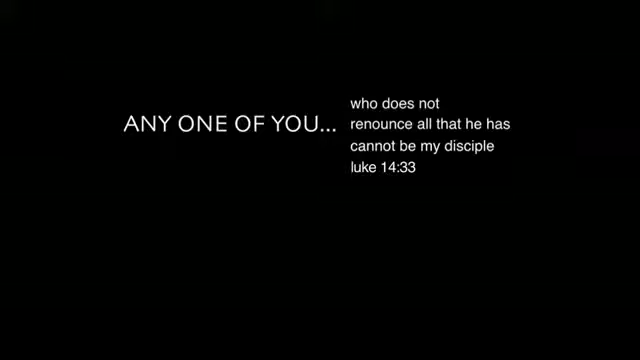 ANY ONE OF YOU...
who does not
renounce all that he has
cannot be my disciple
luke 14:33